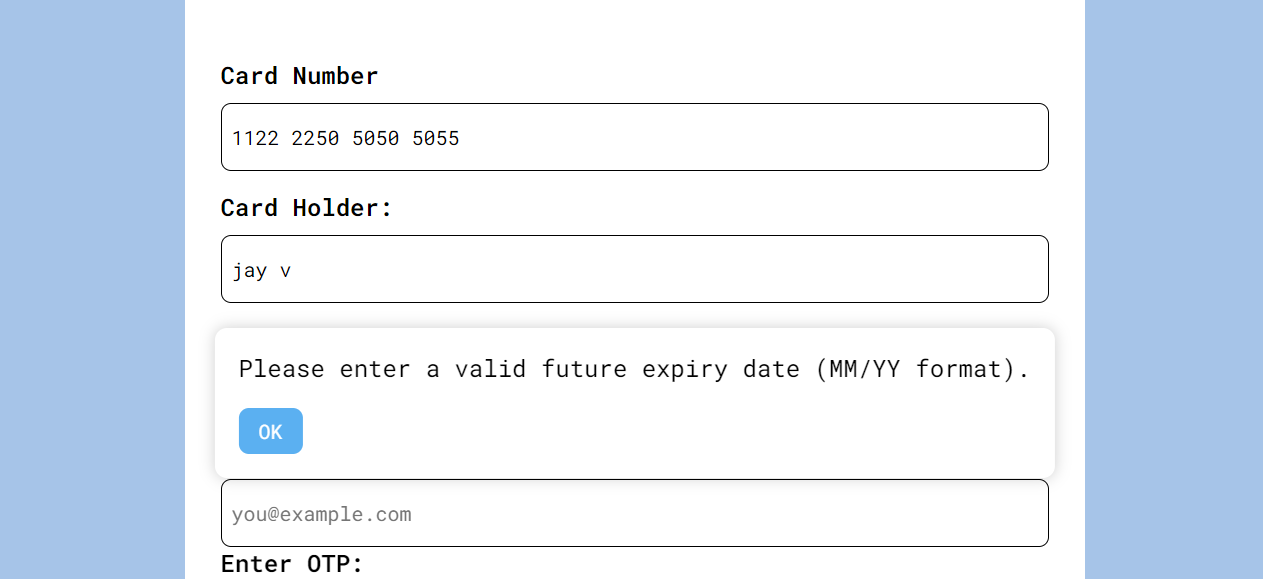 Card Number
1122 2250 5050 5055
Card Holder:
jay v
Please enter a valid future expiry date (MM/YY format).
OK
you@example.com
Enter OTP: